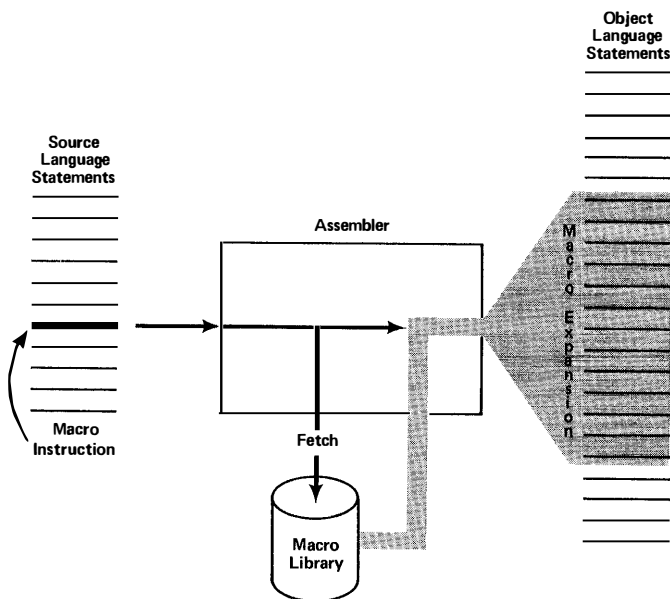 Object
Language
Statements
Source
Language
Statements
Assembler
Macro Expansion
Macro
Instruction
Fetch
Macro
Library